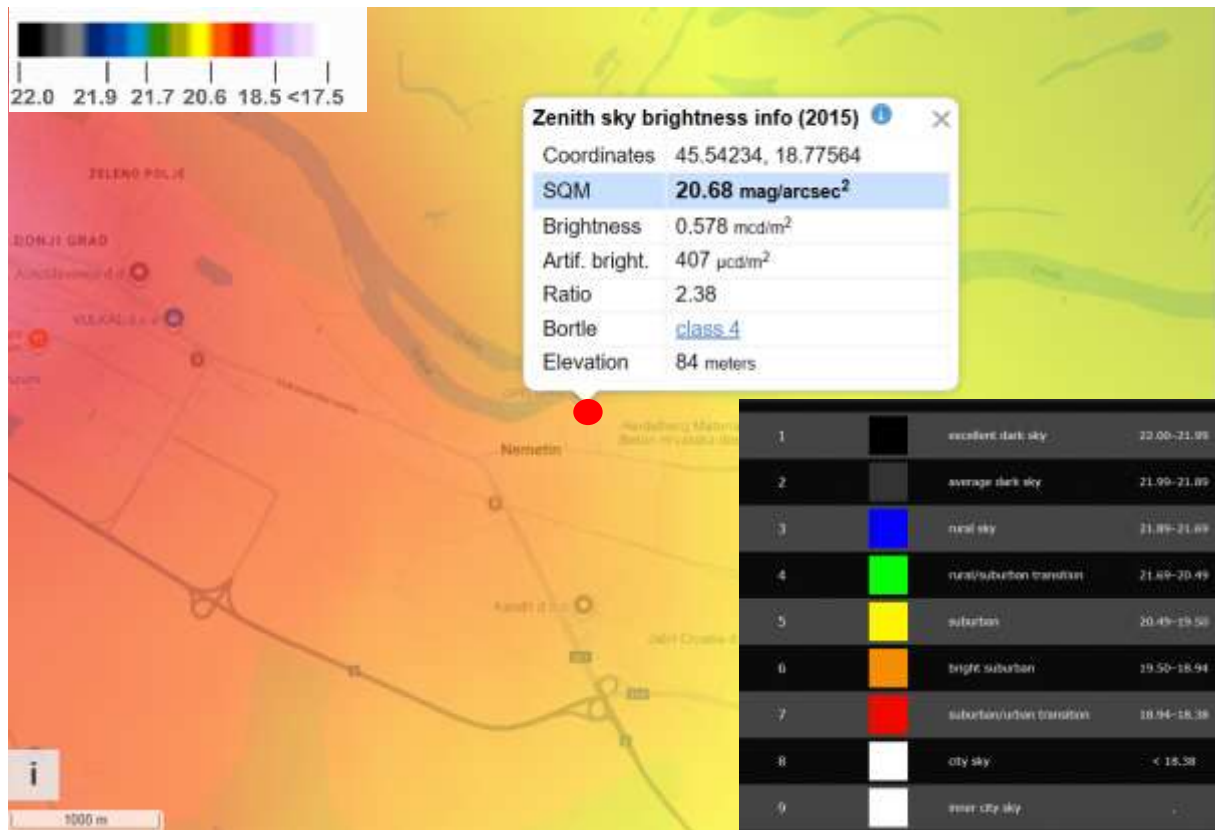 22.0 21.9 21.7 20.6 18.5 <17.5
Zenith sky brightness info (2015)
Coordinates 45.54234, 18.77564
SQM 20.68 mag/arcsec²
Brightness 0.578 mcd/m²
Artif. bright. 407 μcd/m²
Ratio 2.38
Bortle class 4
Elevation 84 meters
ZELENO POLJE
DONJI GRAD
VULKAL d.o.o
Nemetin
1 excellent dark sky 22.00–21.99
2 average dark sky 21.99–21.89
3 rural sky 21.89–21.69
4 rural/suburban transition 21.69–20.49
5 suburban 20.49–19.50
6 bright suburban 19.50–18.94
7 suburban/urban transition 18.94–18.38
8 city sky < 18.38
9 inner city sky
i
1000 m